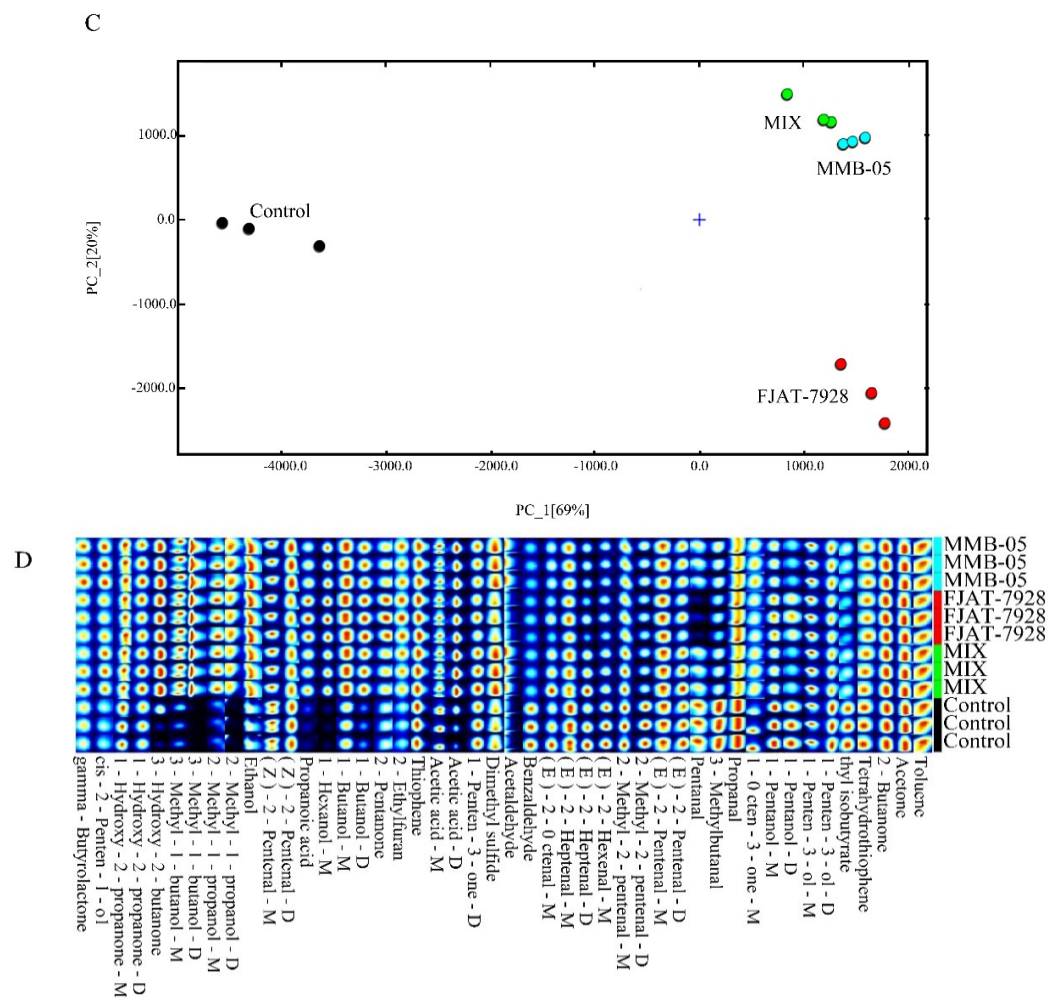 C
MIX
MMB-05
Control
FJAT-7928
1000.0
0.0
-1000.0
-2000.0
PC_2[20%]
-4000.0
-3000.0
-2000.0
-1000.0
0.0
1000.0
2000.0
PC_1[69%]
D
MMB-05
MMB-05
MMB-05
FJAT-7928
FJAT-7928
FJAT-7928
MIX
MIX
MIX
Control
Control
Control
gamma - Butyrolactone
cis - 2 - Penten - 1 - ol
1 - Hydroxy - 2 - propanone - M
1 - Hydroxy - 2 - propanone - D
3 - Hydroxy - 2 - butanone
3 - Methyl - 1 - butanol - M
3 - Methyl - 1 - butanol - D
2 - Methyl - 1 - propanol - M
2 - Methyl - 1 - propanol - D
Ethanol
( Z ) - 2 - Pentenal - M
( Z ) - 2 - Pentenal - D
Propanoic acid
1 - Hexanol - M
1 - Butanol - M
1 - Butanol - D
2 - Pentanone
2 - Ethylfuran
Thiophene
Acetic acid - M
Acetic acid - D
1 - Penten - 3 - one - D
Dimethyl sulfide
Acetaldehyde
Benzaldehyde
( E ) - 2 - 0 ctenal - M
( E ) - 2 - Heptenal - M
( E ) - 2 - Heptenal - D
( E ) - 2 - Hexenal - M
2 - Methyl - 2 - pentenal - M
2 - Methyl - 2 - pentenal - D
( E ) - 2 - Pentenal - M
( E ) - 2 - Pentenal - D
Pentanal
3 - Methylbutanal
Propanal
1 - 0 cten - 3 - one - M
1 - Pentanol - M
1 - Pentanol - D
1 - Penten - 3 - ol - M
1 - Penten - 3 - ol - D
thyl isobutyrate
Tetrahydrothiophene
2 - Butanone
Acetone
Toluene